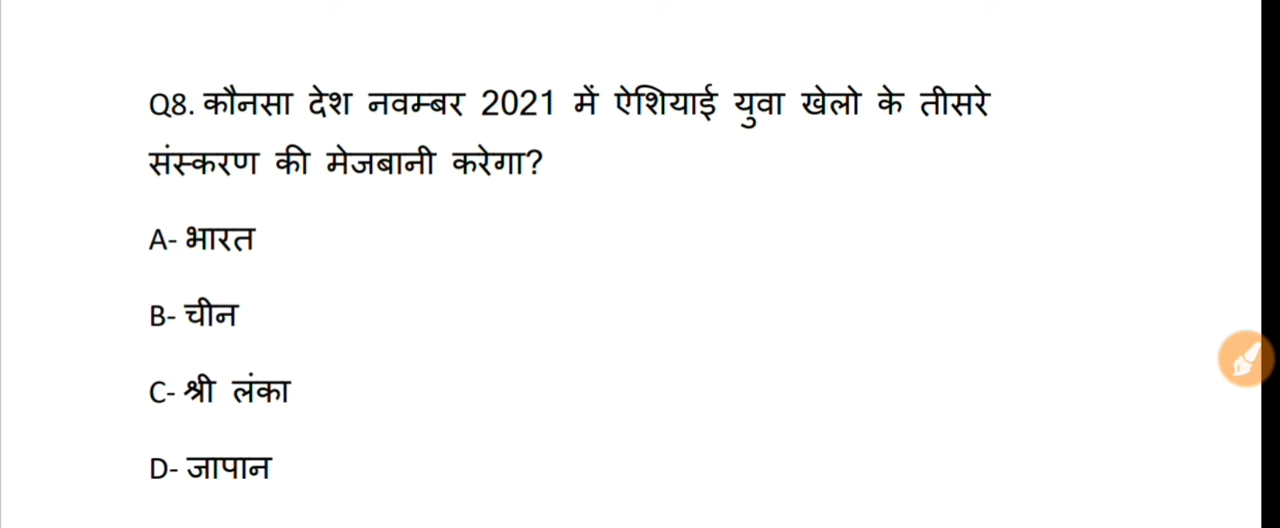 Q8. कौनसा देश नवम्बर 2021 में ऐशियाई युवा खेलो के तीसरे
संस्करण की मेजबानी करेगा?
A- भारत
B- चीन
C- श्री लंका
D- जापान